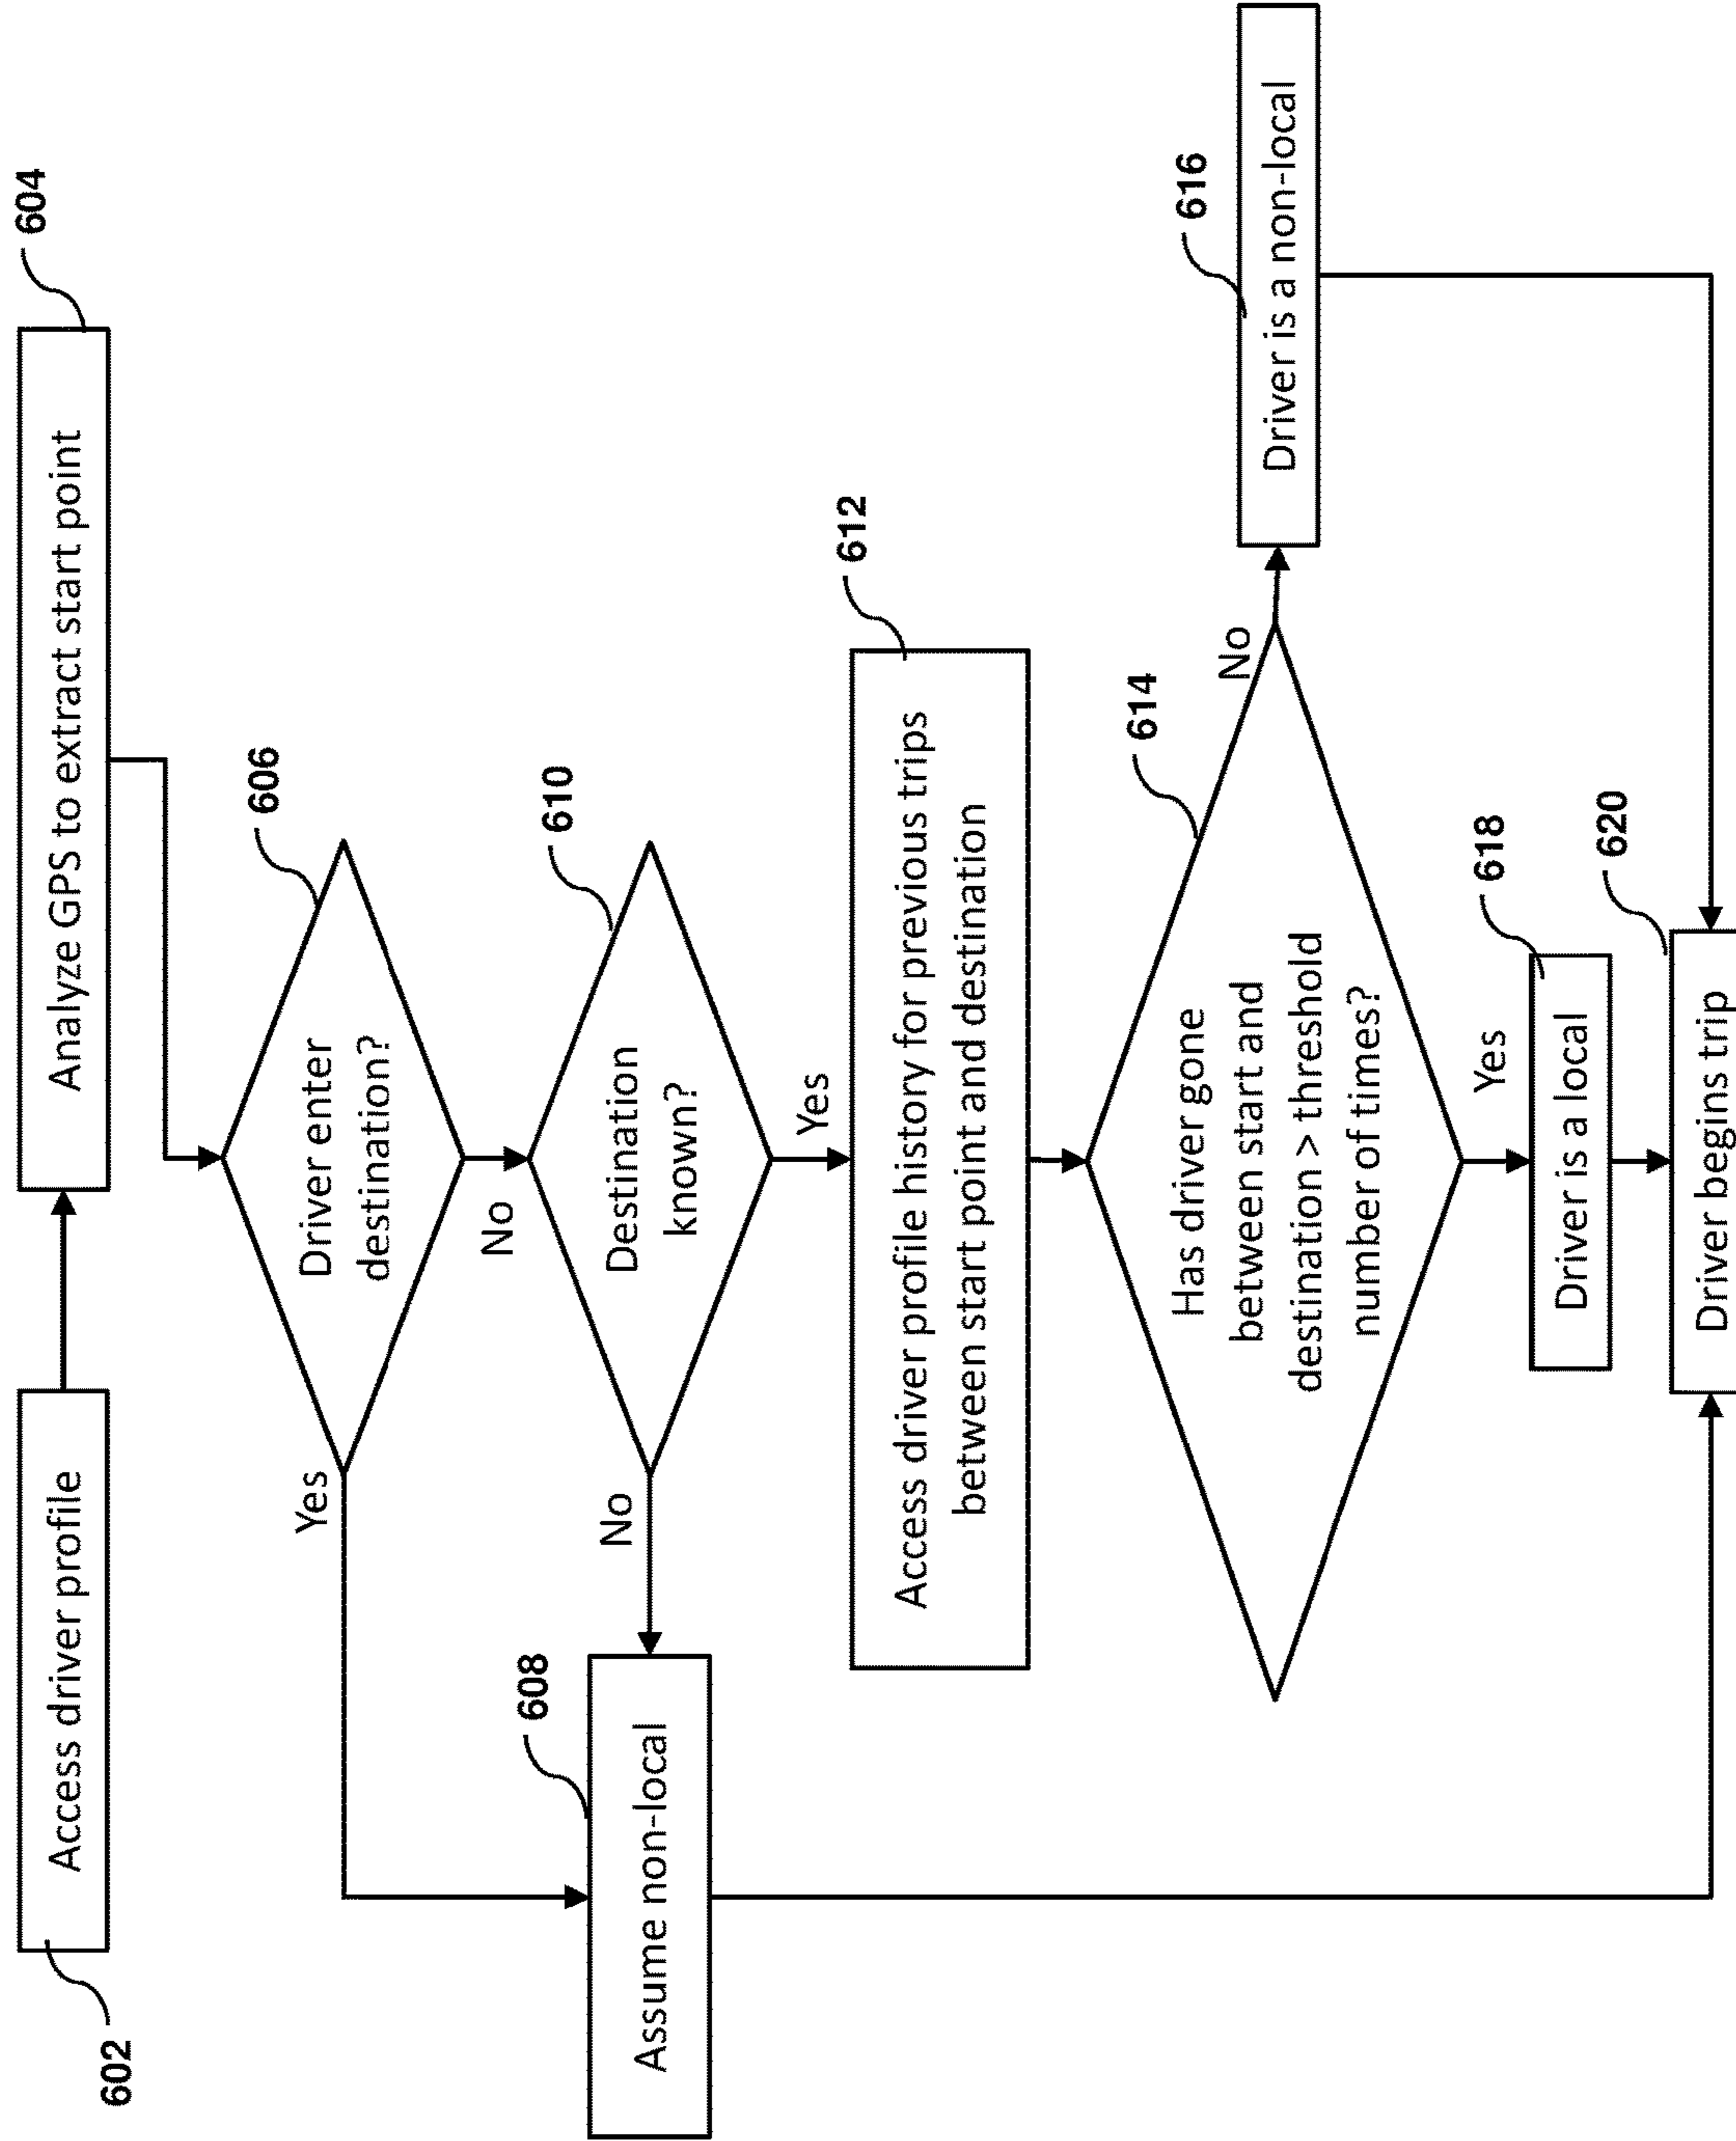 602
Access driver profile
Analyze GPS to extract start point
604
606
Driver enter
destination?
Yes
No
610
Destination
known?
No
Yes
608
Assume non-local
612
Access driver profile history for previous trips
between start point and destination
614
Has driver gone
between start and
destination > threshold
number of times?
No
616
Driver is a non-local
Yes
618
Driver is a local
620
Driver begins trip